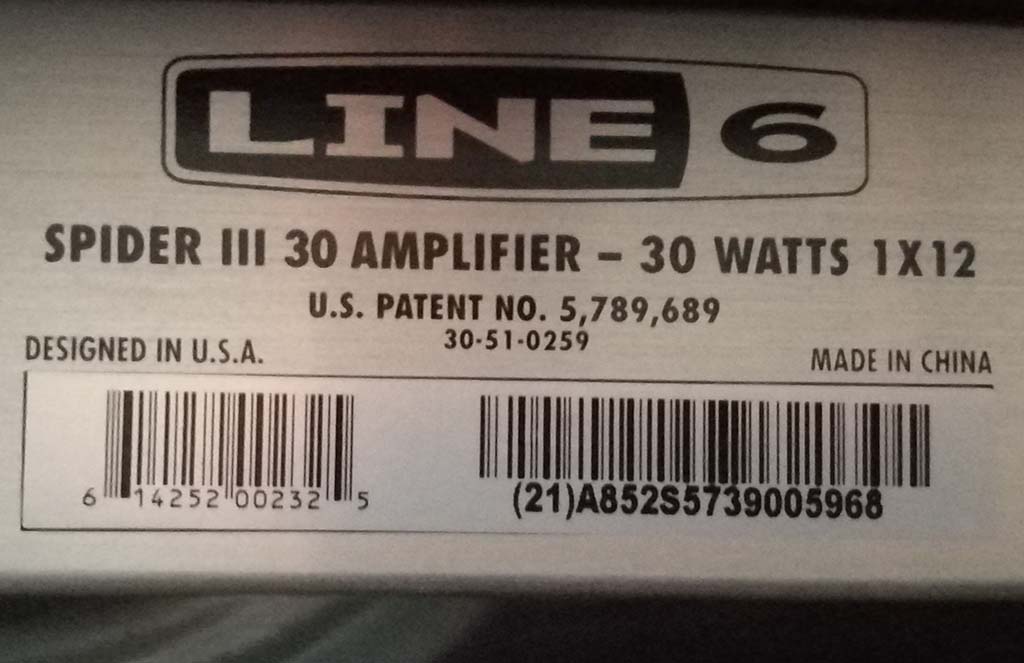 LINE 6
SPIDER III 30 AMPLIFIER – 30 WATTS 1X12
U.S. PATENT NO. 5,789,689
30-51-0259
DESIGNED IN U.S.A.
MADE IN CHINA
6 14252 00232 5
(21)A852S5739005968